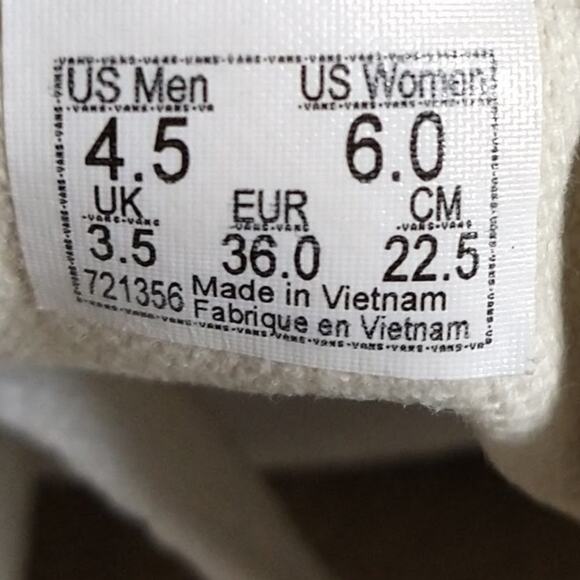 US Men US Women
4.5 6.0
UK EUR CM
3.5 36.0 22.5
721356 Made in Vietnam
Fabrique en Vietnam